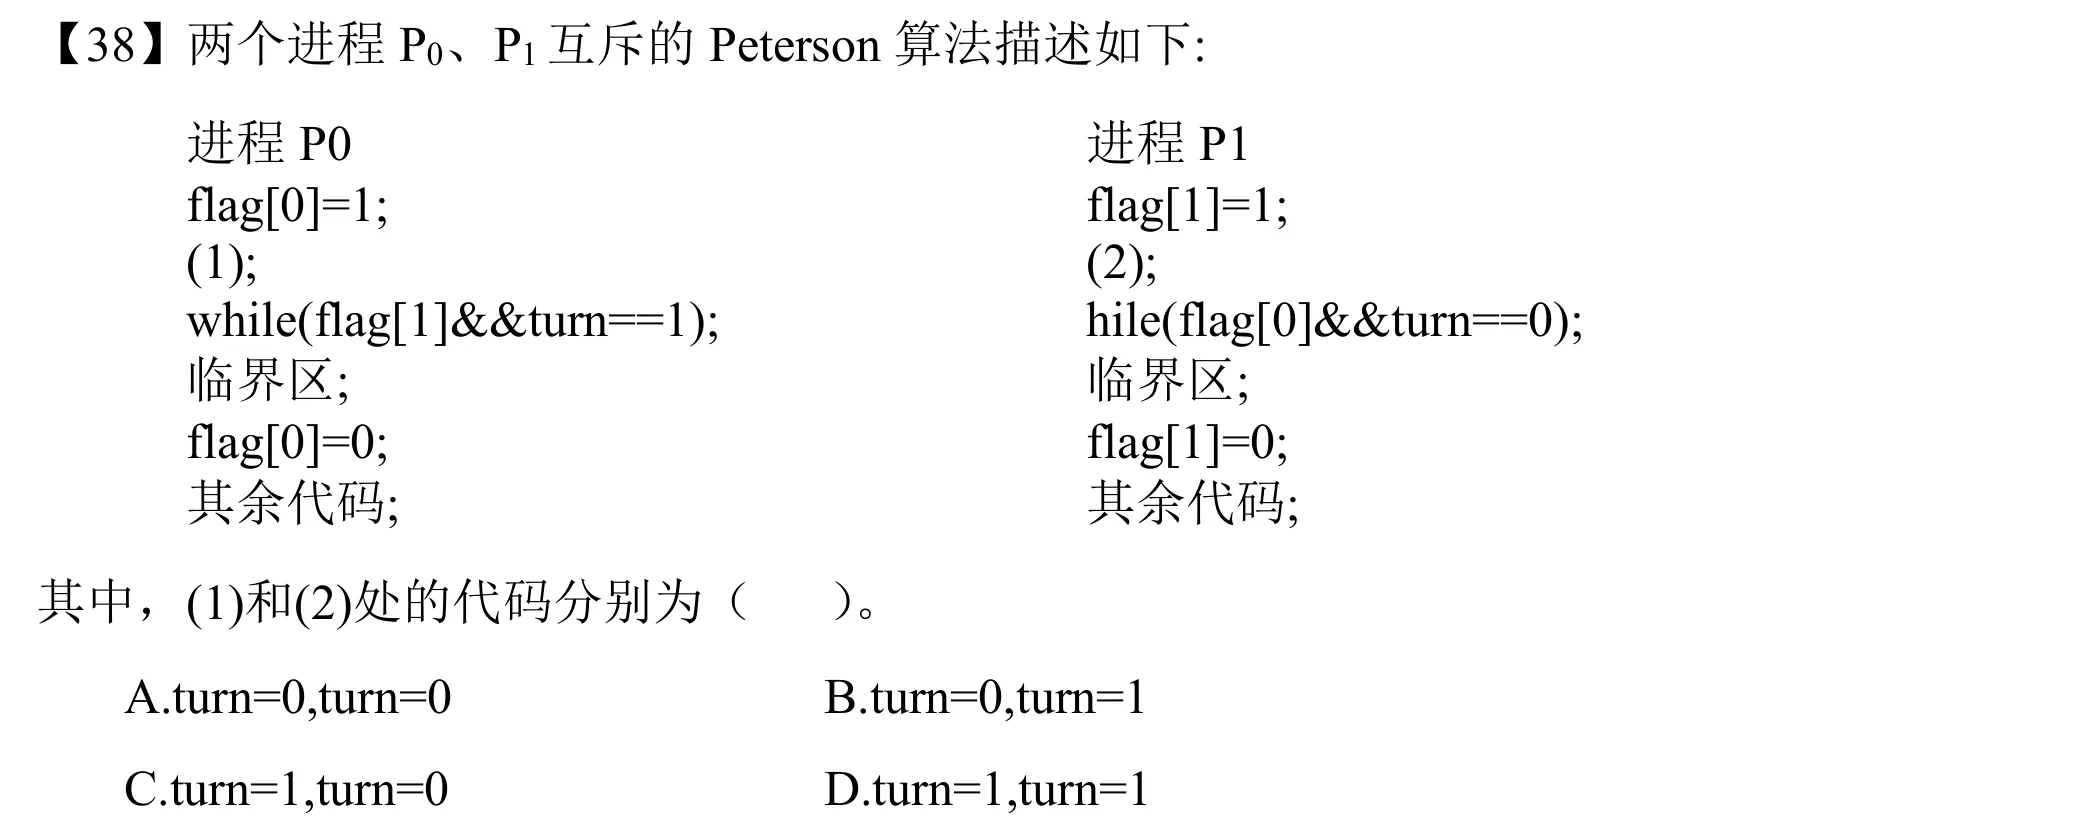 【38】两个进程 P₀、P₁ 互斥的 Peterson 算法描述如下:
进程 P0 进程 P1
flag[0]=1; flag[1]=1;
(1); (2);
while(flag[1]&&turn==1); hile(flag[0]&&turn==0);
临界区; 临界区;
flag[0]=0; flag[1]=0;
其余代码; 其余代码;
其中，(1)和(2)处的代码分别为（　　）。
A.turn=0,turn=0 B.turn=0,turn=1
C.turn=1,turn=0 D.turn=1,turn=1